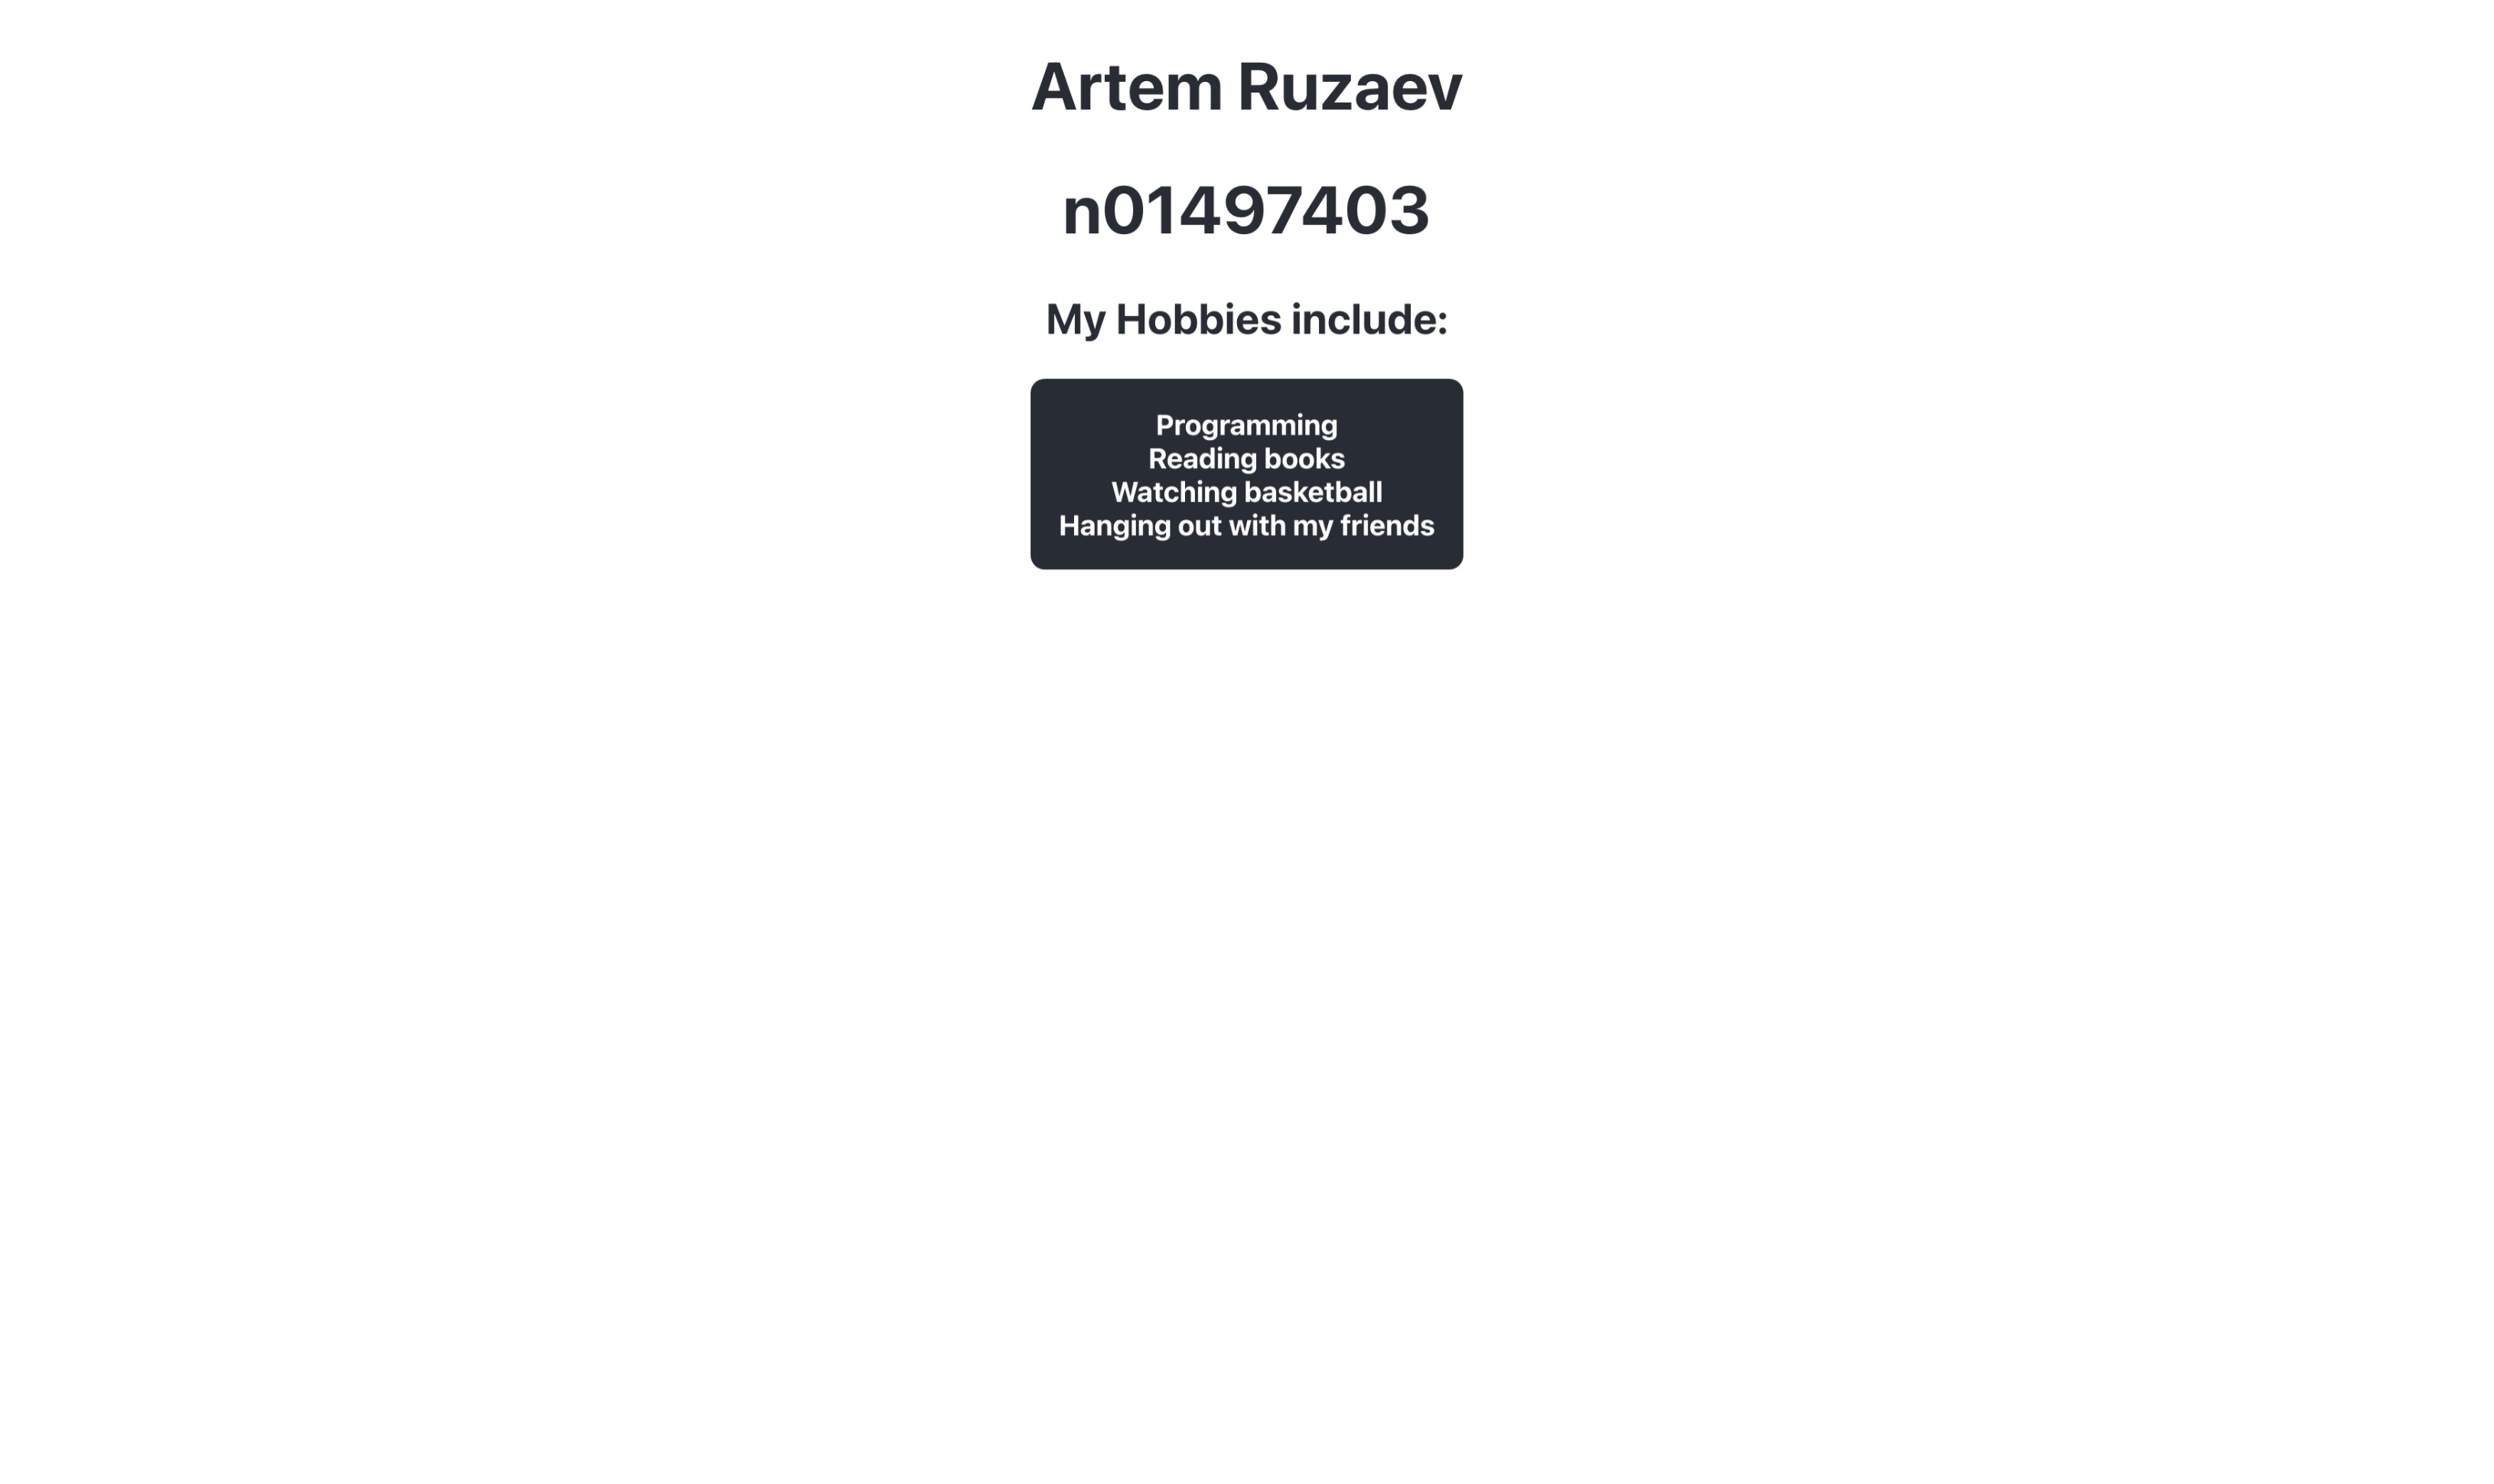 Artem Ruzaev
n01497403
My Hobbies include:
Programming
Reading books
Watching basketball
Hanging out with my friends